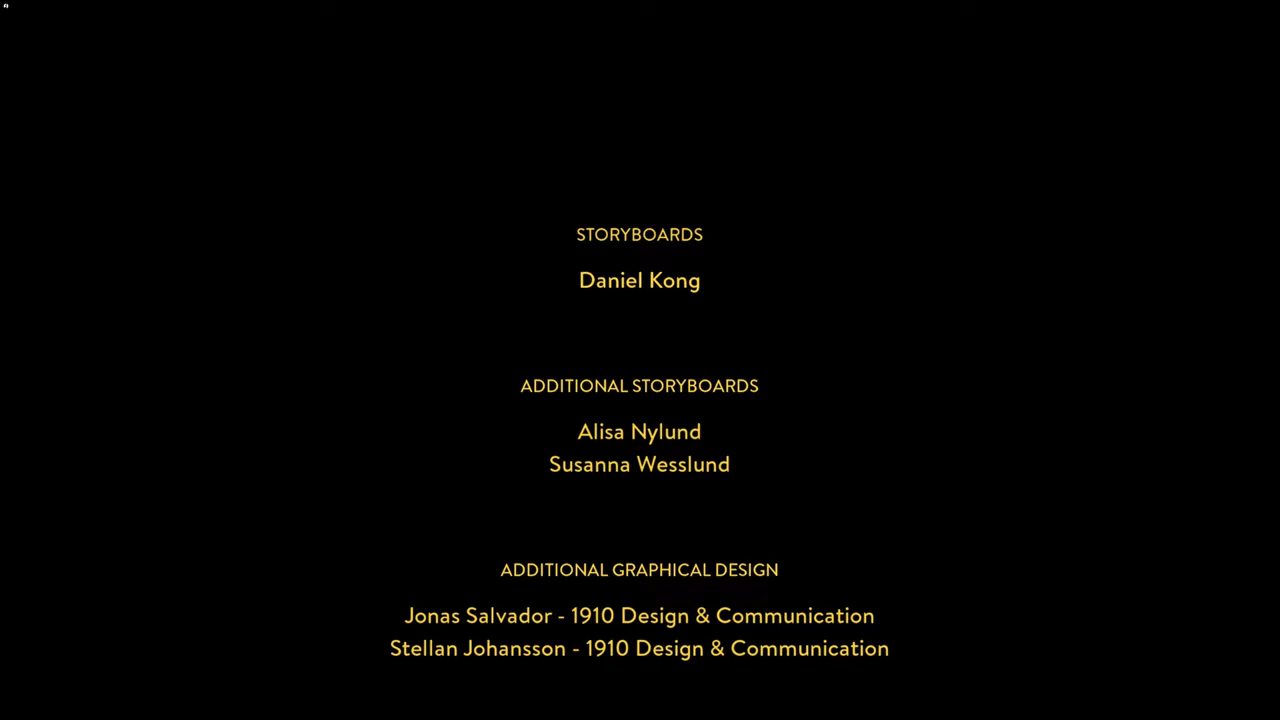 STORYBOARDS
Daniel Kong
ADDITIONAL STORYBOARDS
Alisa Nylund
Susanna Wesslund
ADDITIONAL GRAPHICAL DESIGN
Jonas Salvador - 1910 Design & Communication
Stellan Johansson - 1910 Design & Communication